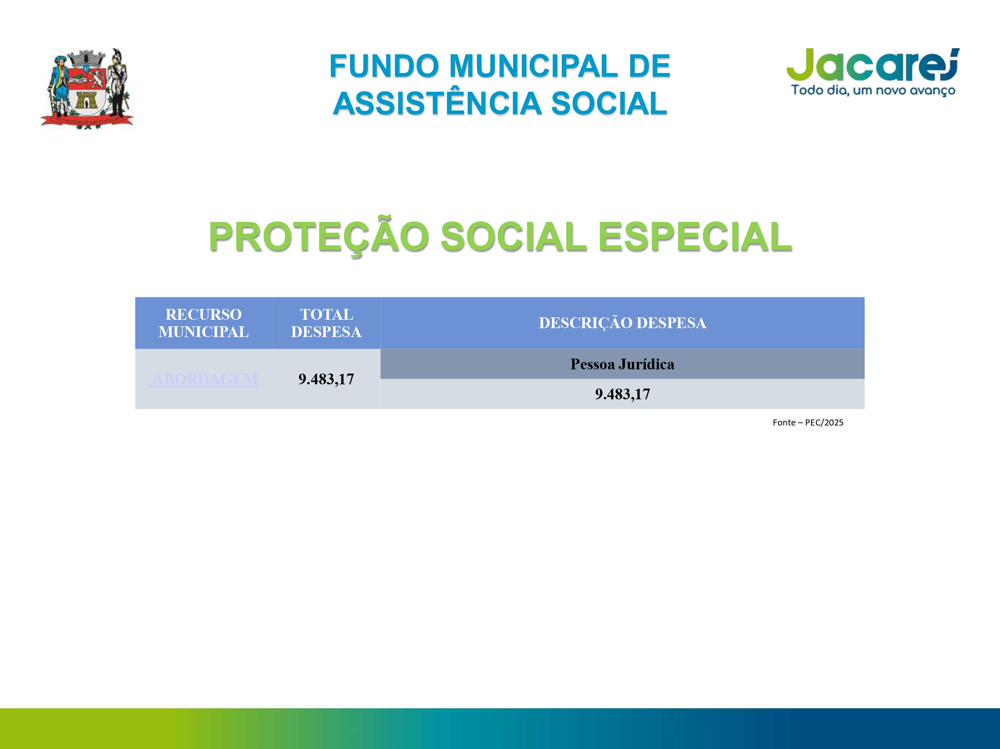 FUNDO MUNICIPAL DE
ASSISTÊNCIA SOCIAL
Jacareí
Todo dia, um novo avanço
PROTEÇÃO SOCIAL ESPECIAL
RECURSO
MUNICIPAL
TOTAL
DESPESA
DESCRIÇÃO DESPESA
ABORDAGEM
9.483,17
Pessoa Jurídica
9.483,17
Fonte – PEC/2025